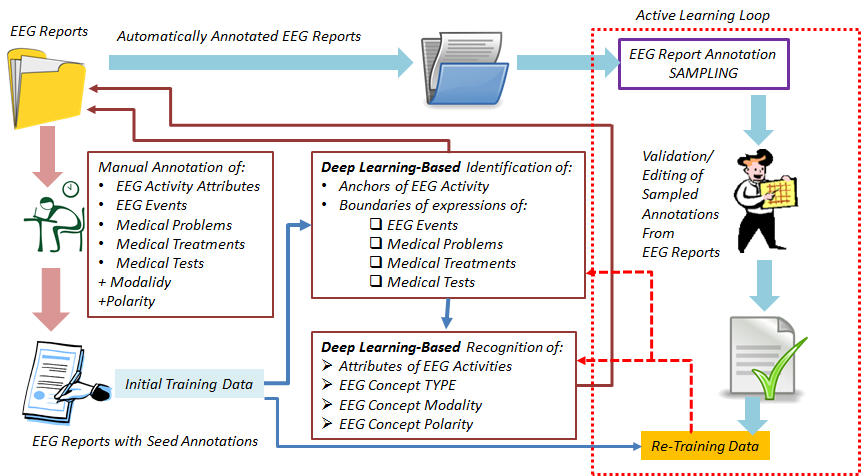 Active Learning Loop
EEG Reports
Automatically Annotated EEG Reports
EEG Report Annotation
SAMPLING
Manual Annotation of:
• EEG Activity Attributes
• EEG Events
• Medical Problems
• Medical Treatments
• Medical Tests
+ Modalidy
+Polarity
Deep Learning-Based Identification of:
• Anchors of EEG Activity
• Boundaries of expressions of:
❑ EEG Events
❑ Medical Problems
❑ Medical Treatments
❑ Medical Tests
Validation/
Editing of
Sampled
Annotations
From
EEG Reports
Deep Learning-Based Recognition of:
➢ Attributes of EEG Activities
➢ EEG Concept TYPE
➢ EEG Concept Modality
➢ EEG Concept Polarity
Initial Training Data
EEG Reports with Seed Annotations
Re-Training Data